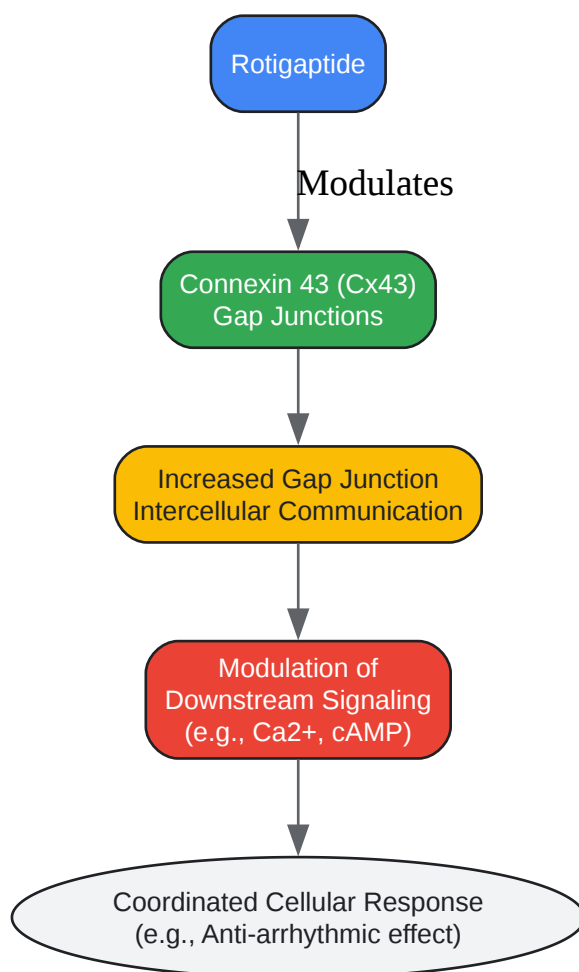 Rotigaptide
Modulates
Connexin 43 (Cx43)
Gap Junctions
Increased Gap Junction
Intercellular Communication
Modulation of
Downstream Signaling
(e.g., Ca2+, cAMP)
Coordinated Cellular Response
(e.g., Anti-arrhythmic effect)